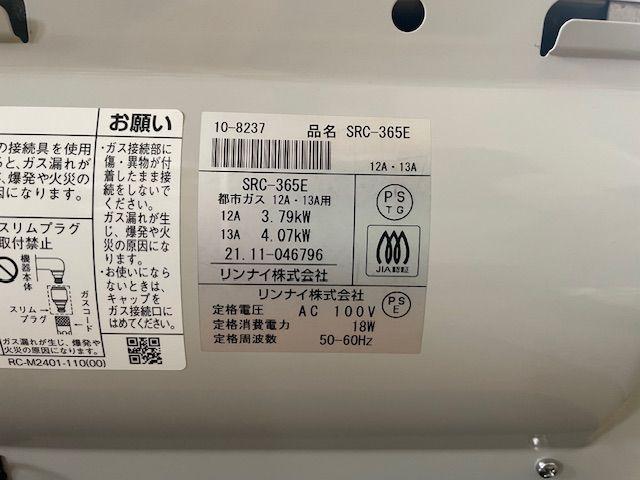 お願い
の接続具を使用
ると、ガス漏れが
、爆発や火災の
因になります。
スリムプラグ
取付禁止
機器本体
スリム
プラグ
ガスコード
・ガス接続部に
傷・異物が付
着したまま接
続をしないで
ください。
ガス漏れが生
じ、爆発や火
災の原因にな
ります。
・お使いになら
ないときは、
キャップを
ガス接続口に
はめてください。
ガス漏れが生じ、爆発や
火災の原因になります。
RC-M2401-110(00)
10-8237 品名 SRC-365E
12A・13A
SRC-365E
都市ガス 12A・13A用
12A 3.79kW
13A 4.07kW
21.11-046796
リンナイ株式会社
PS
TG
JIA認証
リンナイ株式会社
PS
E
定格電圧 AC 100V
定格消費電力 18W
定格周波数 50-60Hz